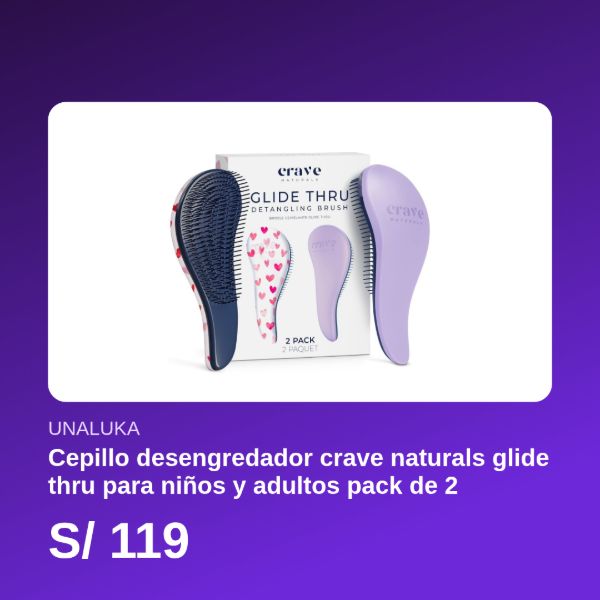 crave
NATURALS
GLIDE THRU
DETANGLING BRUSH
2 PACK
2 PAQUET
crave
NATURALS
UNALUKA
Cepillo desengredador crave naturals glide
thru para niños y adultos pack de 2
S/ 119